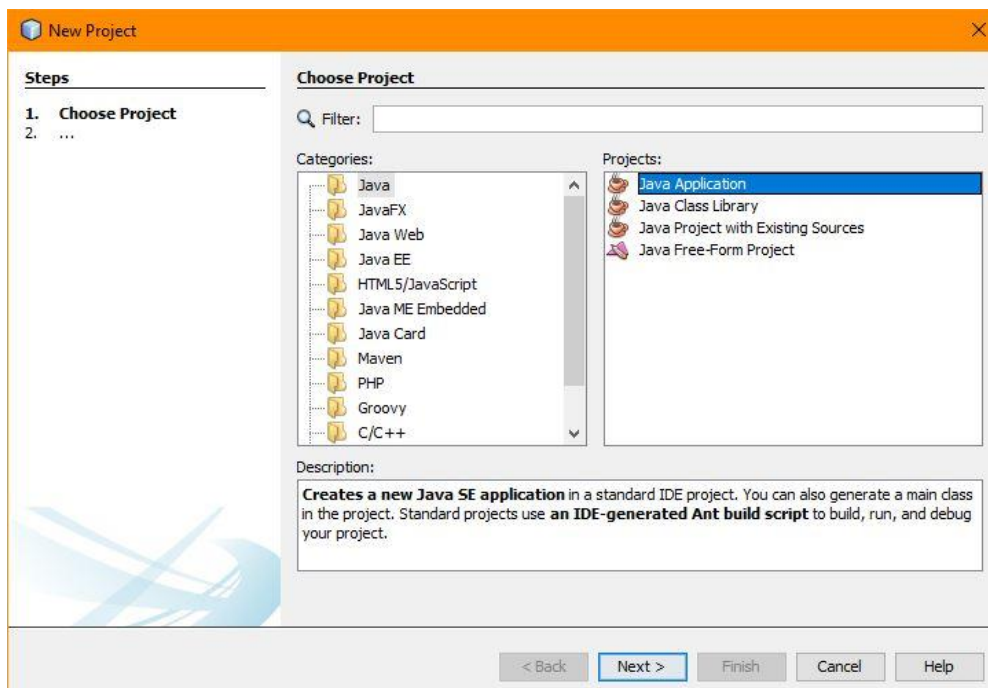 New Project
Steps
1. Choose Project
2. ...
Choose Project
Filter:
Categories:
Java
JavaFX
Java Web
Java EE
HTML5/JavaScript
Java ME Embedded
Java Card
Maven
PHP
Groovy
C/C++
Projects:
Java Application
Java Class Library
Java Project with Existing Sources
Java Free-Form Project
Description:
Creates a new Java SE application in a standard IDE project. You can also generate a main class
in the project. Standard projects use an IDE-generated Ant build script to build, run, and debug
your project.
< Back Next > Finish Cancel Help